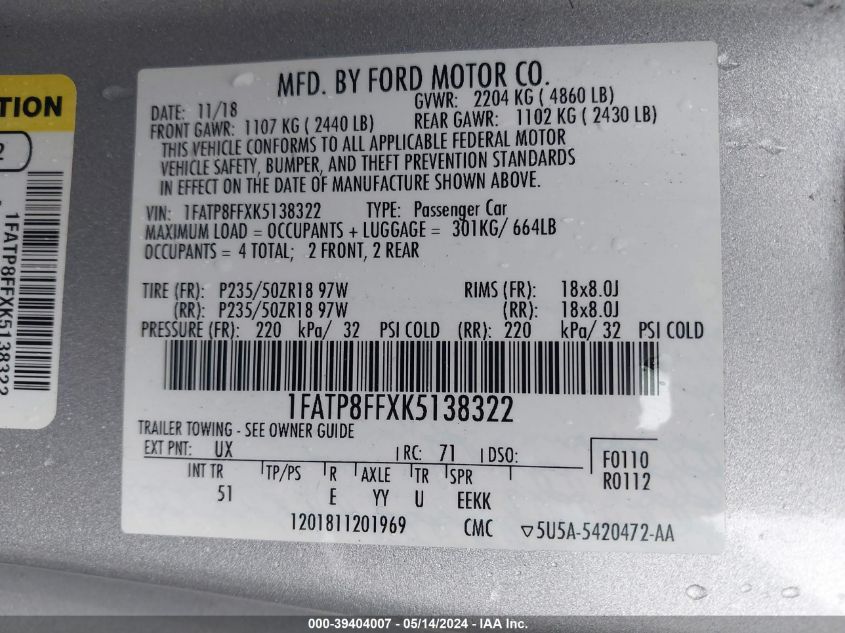 TION
2
1FATP8FFXK5138322
MFD. BY FORD MOTOR CO.
DATE: 11/18 GVWR: 2204 KG ( 4860 LB)
FRONT GAWR: 1107 KG ( 2440 LB) REAR GAWR: 1102 KG ( 2430 LB)
THIS VEHICLE CONFORMS TO ALL APPLICABLE FEDERAL MOTOR
VEHICLE SAFETY, BUMPER, AND THEFT PREVENTION STANDARDS
IN EFFECT ON THE DATE OF MANUFACTURE SHOWN ABOVE.
VIN: 1FATP8FFXK5138322 TYPE: Passenger Car
MAXIMUM LOAD = OCCUPANTS + LUGGAGE = 301KG/ 664LB
OCCUPANTS = 4 TOTAL; 2 FRONT, 2 REAR
TIRE (FR): P235/50ZR18 97W RIMS (FR): 18x8.0J
(RR): P235/50ZR18 97W (RR): 18x8.0J
PRESSURE (FR): 220 kPa/ 32 PSI COLD (RR): 220 kPa/ 32 PSI COLD
1FATP8FFXK5138322
TRAILER TOWING - SEE OWNER GUIDE
EXT PNT: UX RC: 71 DSO:
INT TR TP/PS R AXLE TR SPR
51 E YY U EEKK
F0110
R0112
1201811201969 CMC ▽5U5A-5420472-AA
000-39404007 - 05/14/2024 - IAA Inc.